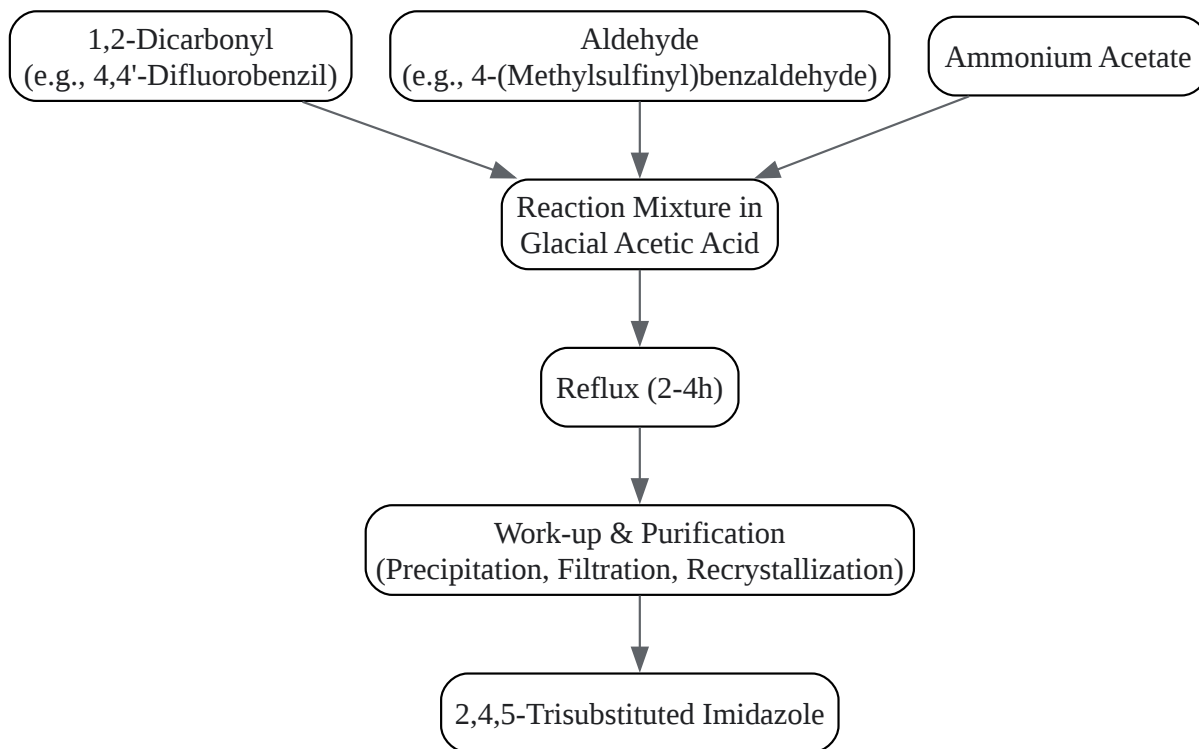 1,2-Dicarbonyl
(e.g., 4,4'-Difluorobenzil)
Aldehyde
(e.g., 4-(Methylsulfinyl)benzaldehyde)
Ammonium Acetate
Reaction Mixture in
Glacial Acetic Acid
Reflux (2-4h)
Work-up & Purification
(Precipitation, Filtration, Recrystallization)
2,4,5-Trisubstituted Imidazole